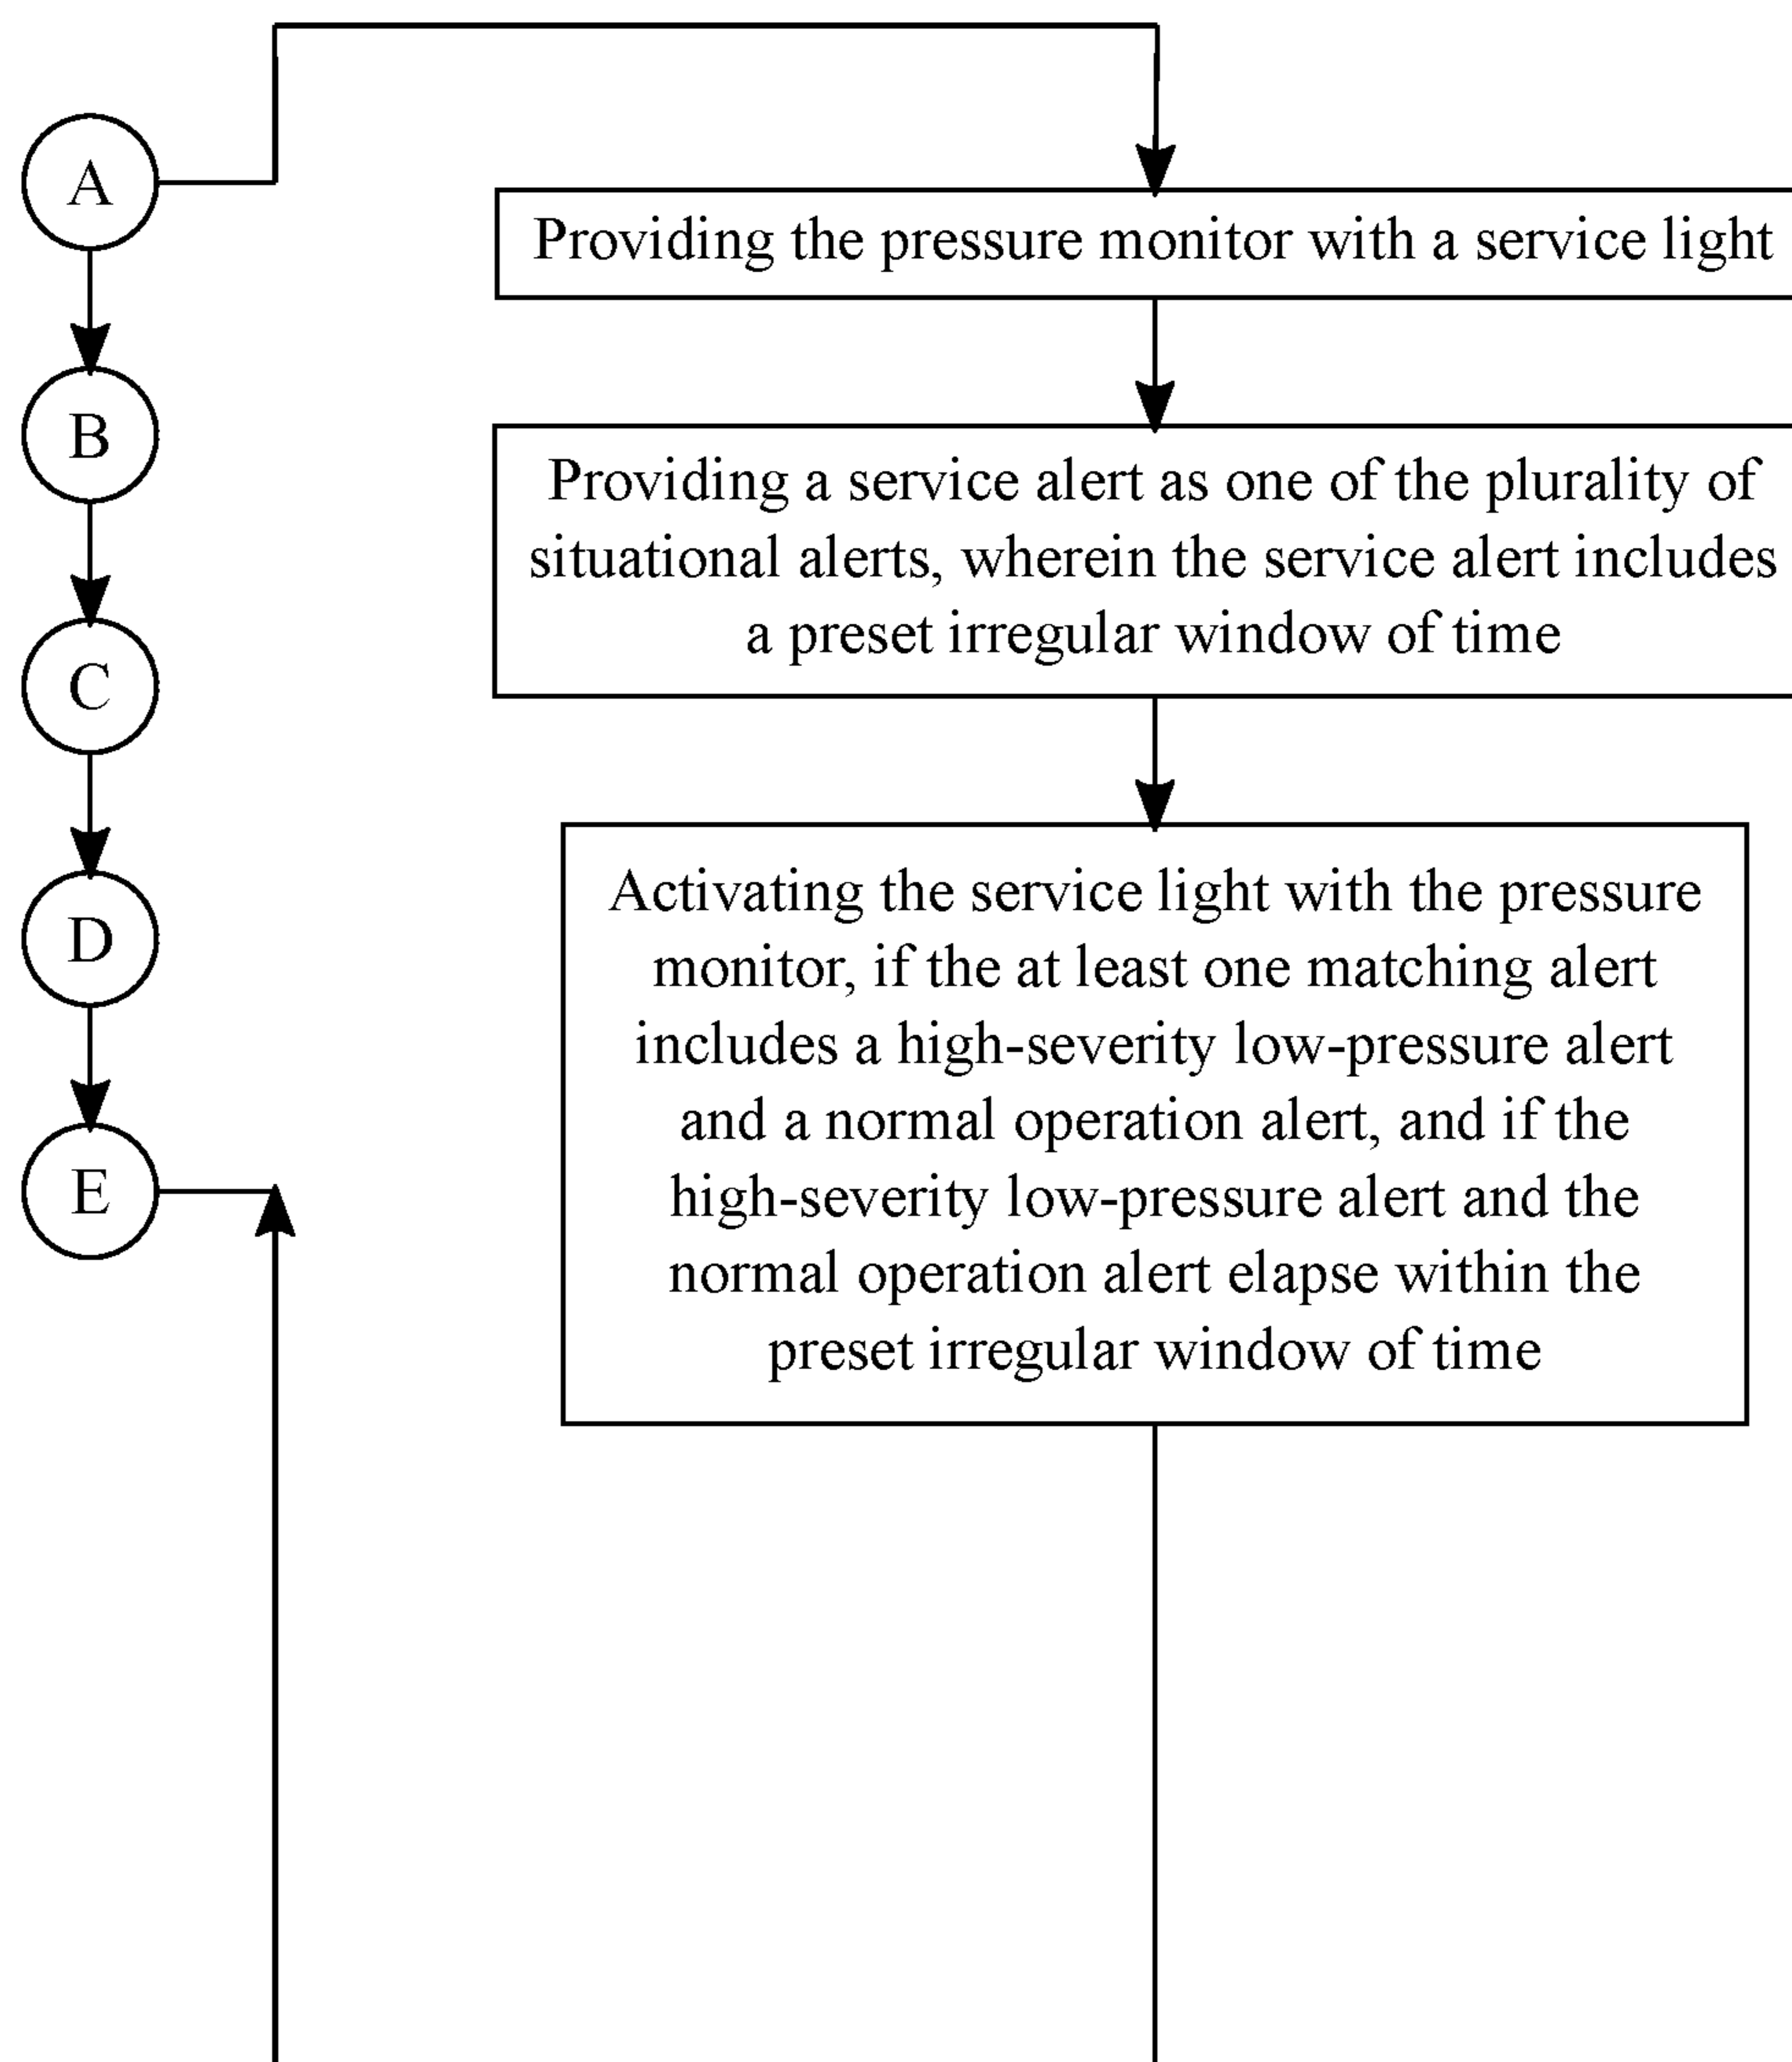 A
B
C
D
E
Providing the pressure monitor with a service light
Providing a service alert as one of the plurality of
situational alerts, wherein the service alert includes
a preset irregular window of time
Activating the service light with the pressure
monitor, if the at least one matching alert
includes a high-severity low-pressure alert
and a normal operation alert, and if the
high-severity low-pressure alert and the
normal operation alert elapse within the
preset irregular window of time